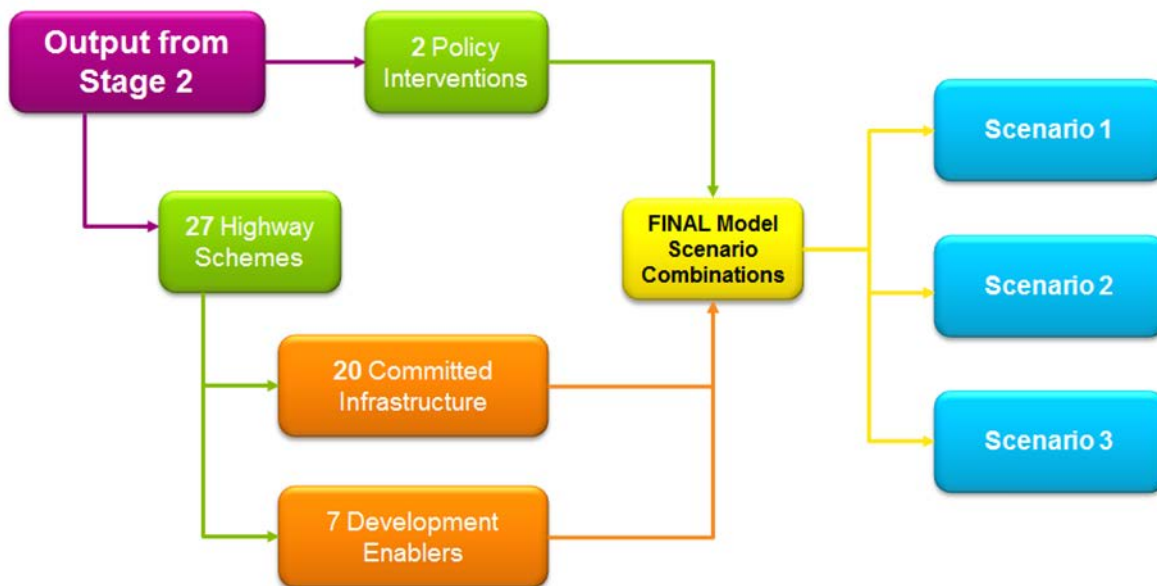 Output from
Stage 2
2 Policy
Interventions
Scenario 1
27 Highway
Schemes
FINAL Model
Scenario
Combinations
Scenario 2
20 Committed
Infrastructure
Scenario 3
7 Development
Enablers